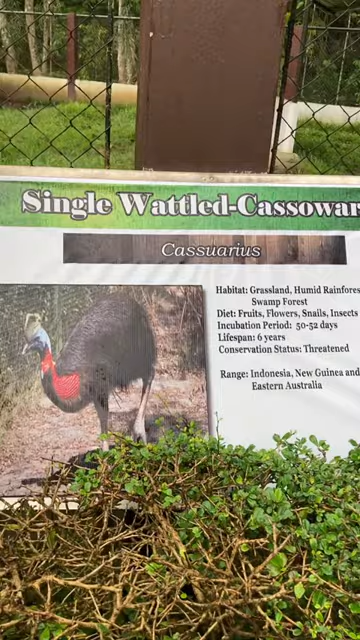 Single Wattled-Cassowar
Cassuarius
Habitat: Grassland, Humid Rainfores
Swamp Forest
Diet: Fruits, Flowers, Snails, Insects
Incubation Period: 50-52 days
Lifespan: 6 years
Conservation Status: Threatened
Range: Indonesia, New Guinea and
Eastern Australia